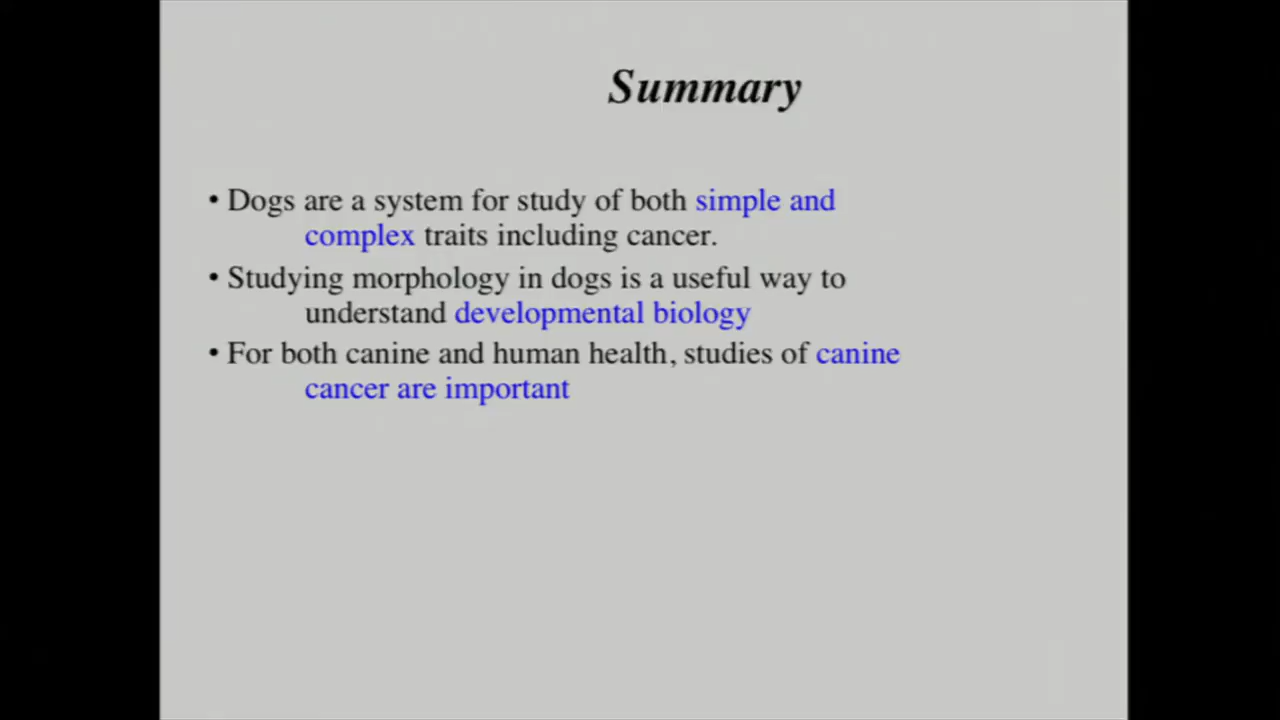 Summary
• Dogs are a system for study of both simple and
complex traits including cancer.
• Studying morphology in dogs is a useful way to
understand developmental biology
• For both canine and human health, studies of canine
cancer are important